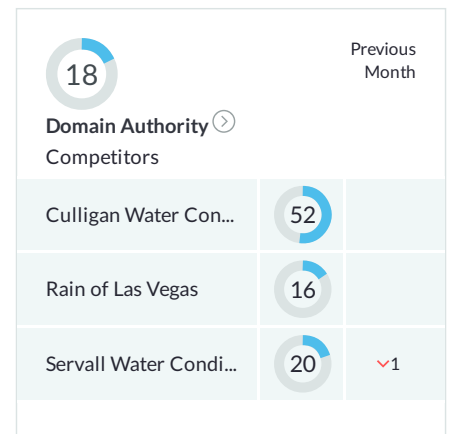 18
Previous
Month
Domain Authority
Competitors
Culligan Water Con... 52
Rain of Las Vegas 16
Servall Water Condi... 20 1